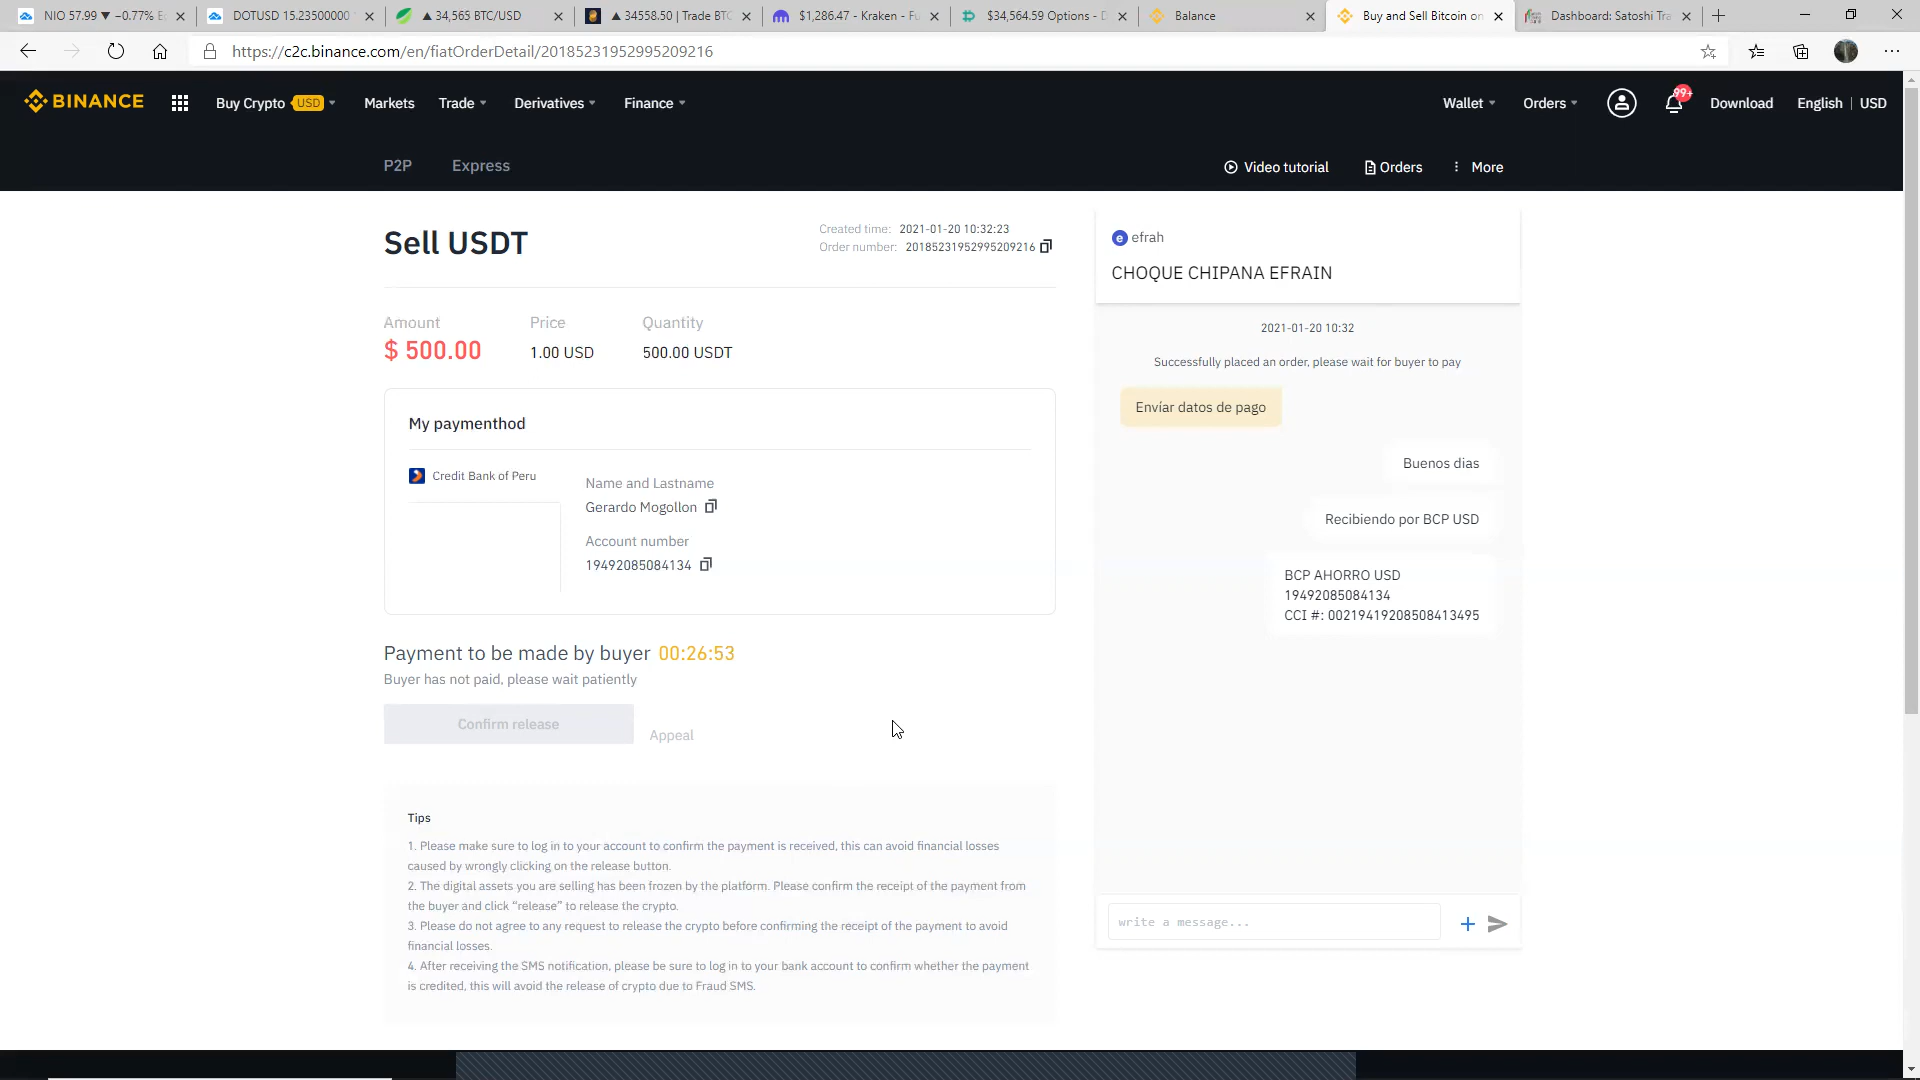 NIO 57.99 ▼ −0.77%
DOTUSD 15.23500000
▲ 34,565 BTC/USD
▲ 34558.50 | Trade BTC
$1,286.47 - Kraken - Fu
$34,564.59 Options - D
Balance
Buy and Sell Bitcoin on
Dashboard: Satoshi Tra
https://c2c.binance.com/en/fiatOrderDetail/20185231952995209216
BINANCE
Buy Crypto USD
Markets
Trade
Derivatives
Finance
Wallet
Orders
99+
Download
English | USD
P2P
Express
Video tutorial
Orders
More
Sell USDT
Created time: 2021-01-20 10:32:23
Order number: 20185231952995209216
Amount
Price
Quantity
$ 500.00
1.00 USD
500.00 USDT
My paymenthod
Credit Bank of Peru
Name and Lastname
Gerardo Mogollon
Account number
19492085084134
Payment to be made by buyer 00:26:53
Buyer has not paid, please wait patiently
Confirm release
Appeal
Tips
1. Please make sure to log in to your account to confirm the payment is received, this can avoid financial losses
caused by wrongly clicking on the release button.
2. The digital assets you are selling has been frozen by the platform. Please confirm the receipt of the payment from
the buyer and click “release” to release the crypto.
3. Please do not agree to any request to release the crypto before confirming the receipt of the payment to avoid
financial losses.
4. After receiving the SMS notification, please be sure to log in to your bank account to confirm whether the payment
is credited, this will avoid the release of crypto due to Fraud SMS.
e efrah
CHOQUE CHIPANA EFRAIN
2021-01-20 10:32
Successfully placed an order, please wait for buyer to pay
Envíar datos de pago
Buenos dias
Recibiendo por BCP USD
BCP AHORRO USD
19492085084134
CCI #: 00219419208508413495
write a message...